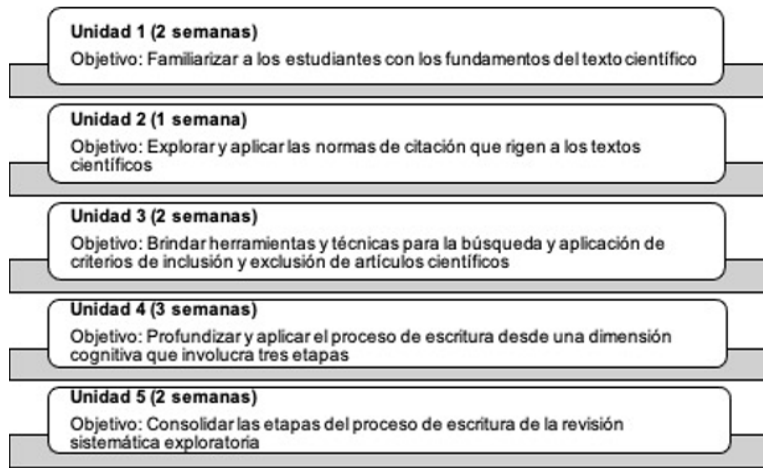 Unidad 1 (2 semanas)
Objetivo: Familiarizar a los estudiantes con los fundamentos del texto científico
Unidad 2 (1 semana)
Objetivo: Explorar y aplicar las normas de citación que rigen a los textos
científicos
Unidad 3 (2 semanas)
Objetivo: Brindar herramientas y técnicas para la búsqueda y aplicación de
criterios de inclusión y exclusión de artículos científicos
Unidad 4 (3 semanas)
Objetivo: Profundizar y aplicar el proceso de escritura desde una dimensión
cognitiva que involucra tres etapas
Unidad 5 (2 semanas)
Objetivo: Consolidar las etapas del proceso de escritura de la revisión
sistemática exploratoria